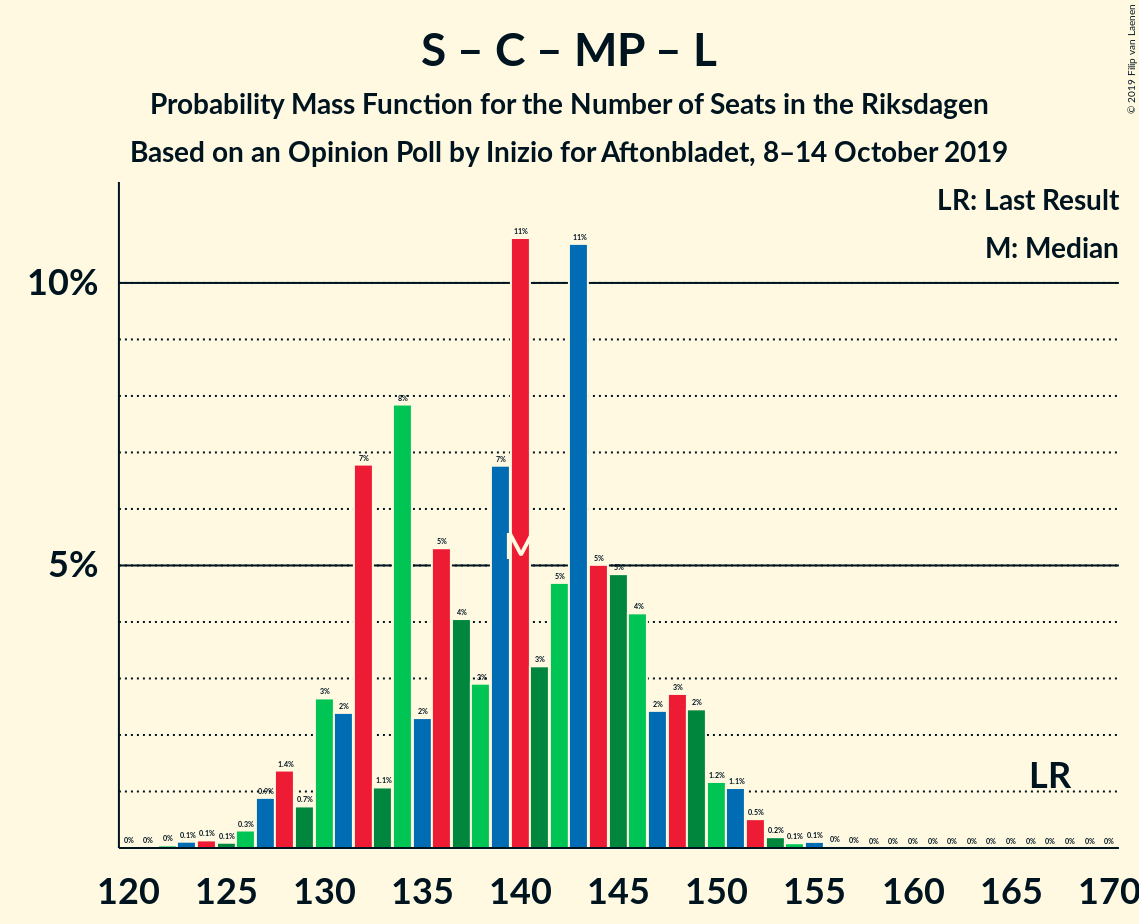 S – C – MP – L
Probability Mass Function for the Number of Seats in the Riksdagen
Based on an Opinion Poll by Inizio for Aftonbladet, 8–14 October 2019
© 2019 Filip van Laenen
LR: Last Result
M: Median
10%
5%
0% 0% 0% 0.1% 0.1% 0.1% 0.3% 0.9% 1.4% 0.7% 3% 2% 7% 1.1% 8% 2% 5% 4% 3% 7% 11% 3% 5% 11% 5% 5% 4% 2% 3% 2% 1.2% 1.1% 0.5% 0.2% 0.1% 0.1% 0% 0% 0% 0% 0% 0% 0% 0% 0% 0% 0% 0% 0% 0% 0%
M
LR
120 125 130 135 140 145 150 155 160 165 170